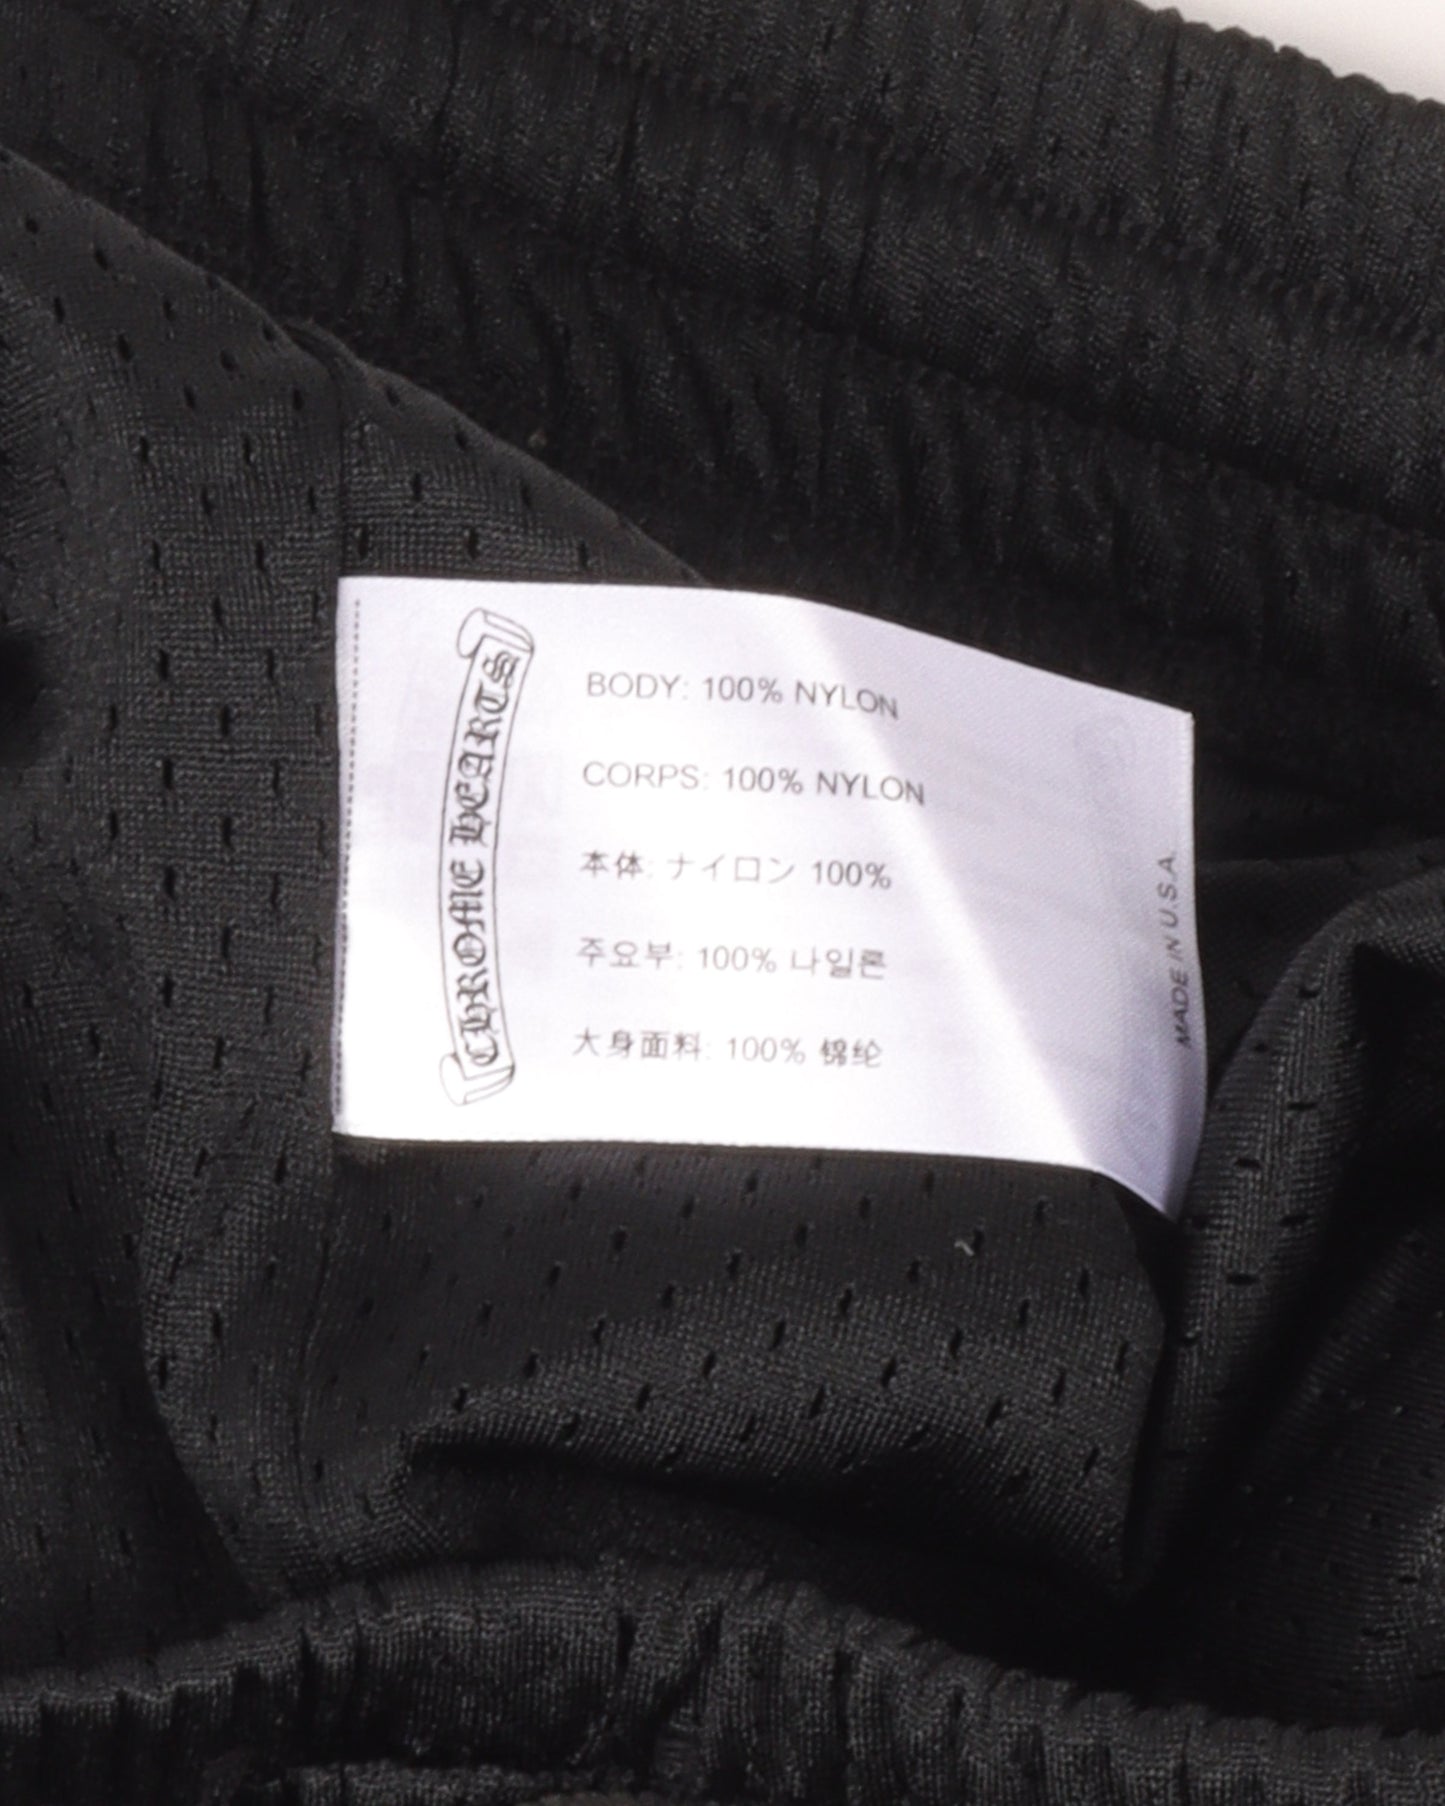 CHROME HEARTS
BODY: 100% NYLON
CORPS: 100% NYLON
本体: ナイロン 100%
주요부: 100% 나일론
大身面料: 100% 锦纶
MADE IN U.S.A.